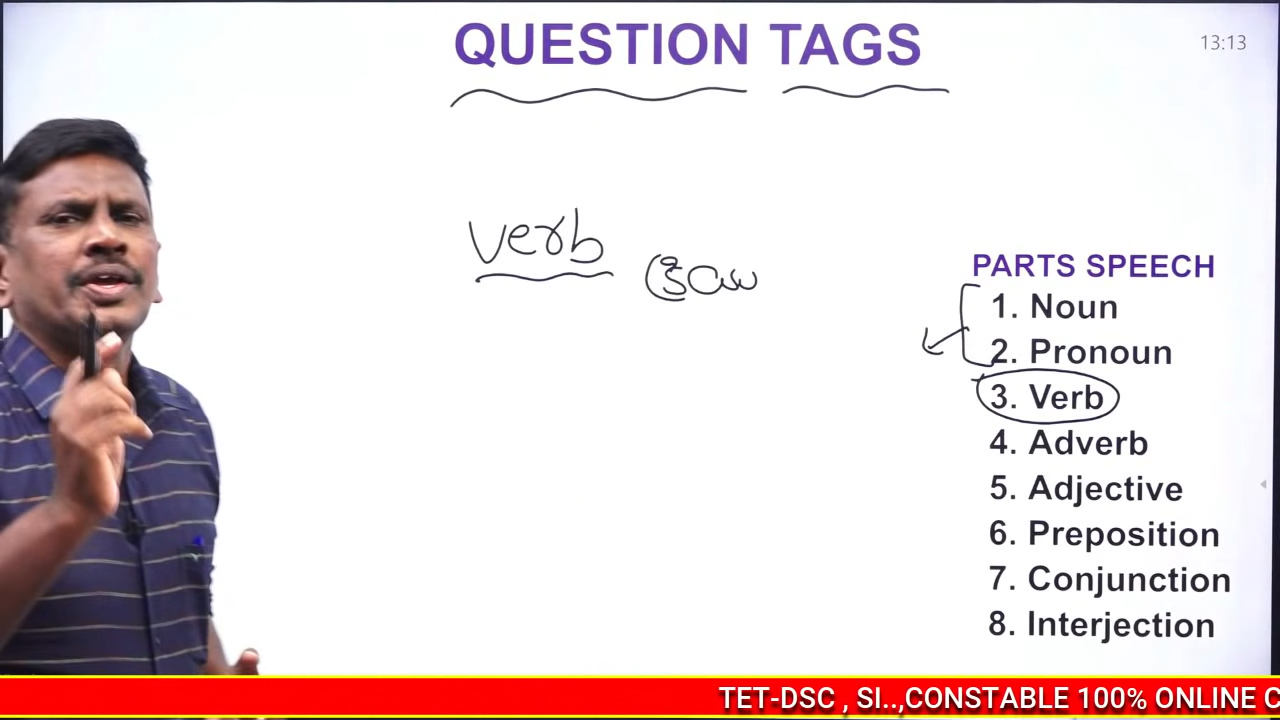 QUESTION TAGS
13:13
verb
క్రియ
PARTS SPEECH
1. Noun
2. Pronoun
3. Verb
4. Adverb
5. Adjective
6. Preposition
7. Conjunction
8. Interjection
TET-DSC , SI..,CONSTABLE 100% ONLINE C